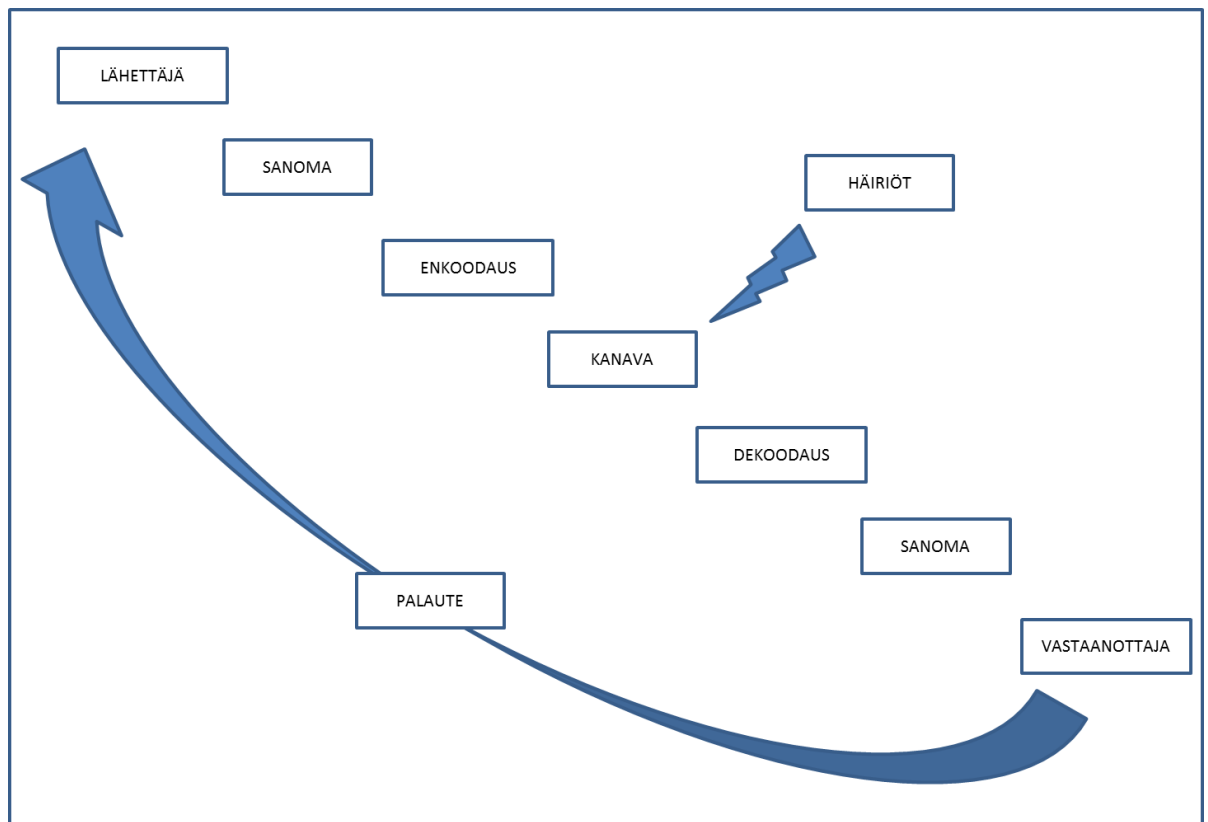 LÄHETTÄJÄ
SANOMA
HÄIRIÖT
ENKOODAUS
KANAVA
DEKOODAUS
SANOMA
PALAUTE
VASTAANOTTAJA